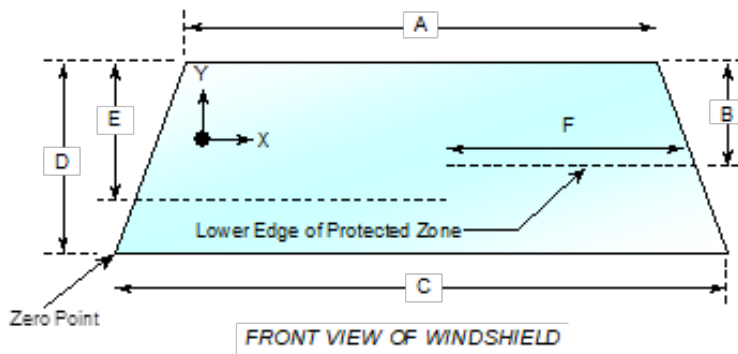 A
Y
B
E
F
X
D
Lower Edge of Protected Zone
C
Zero Point
FRONT VIEW OF WINDSHIELD